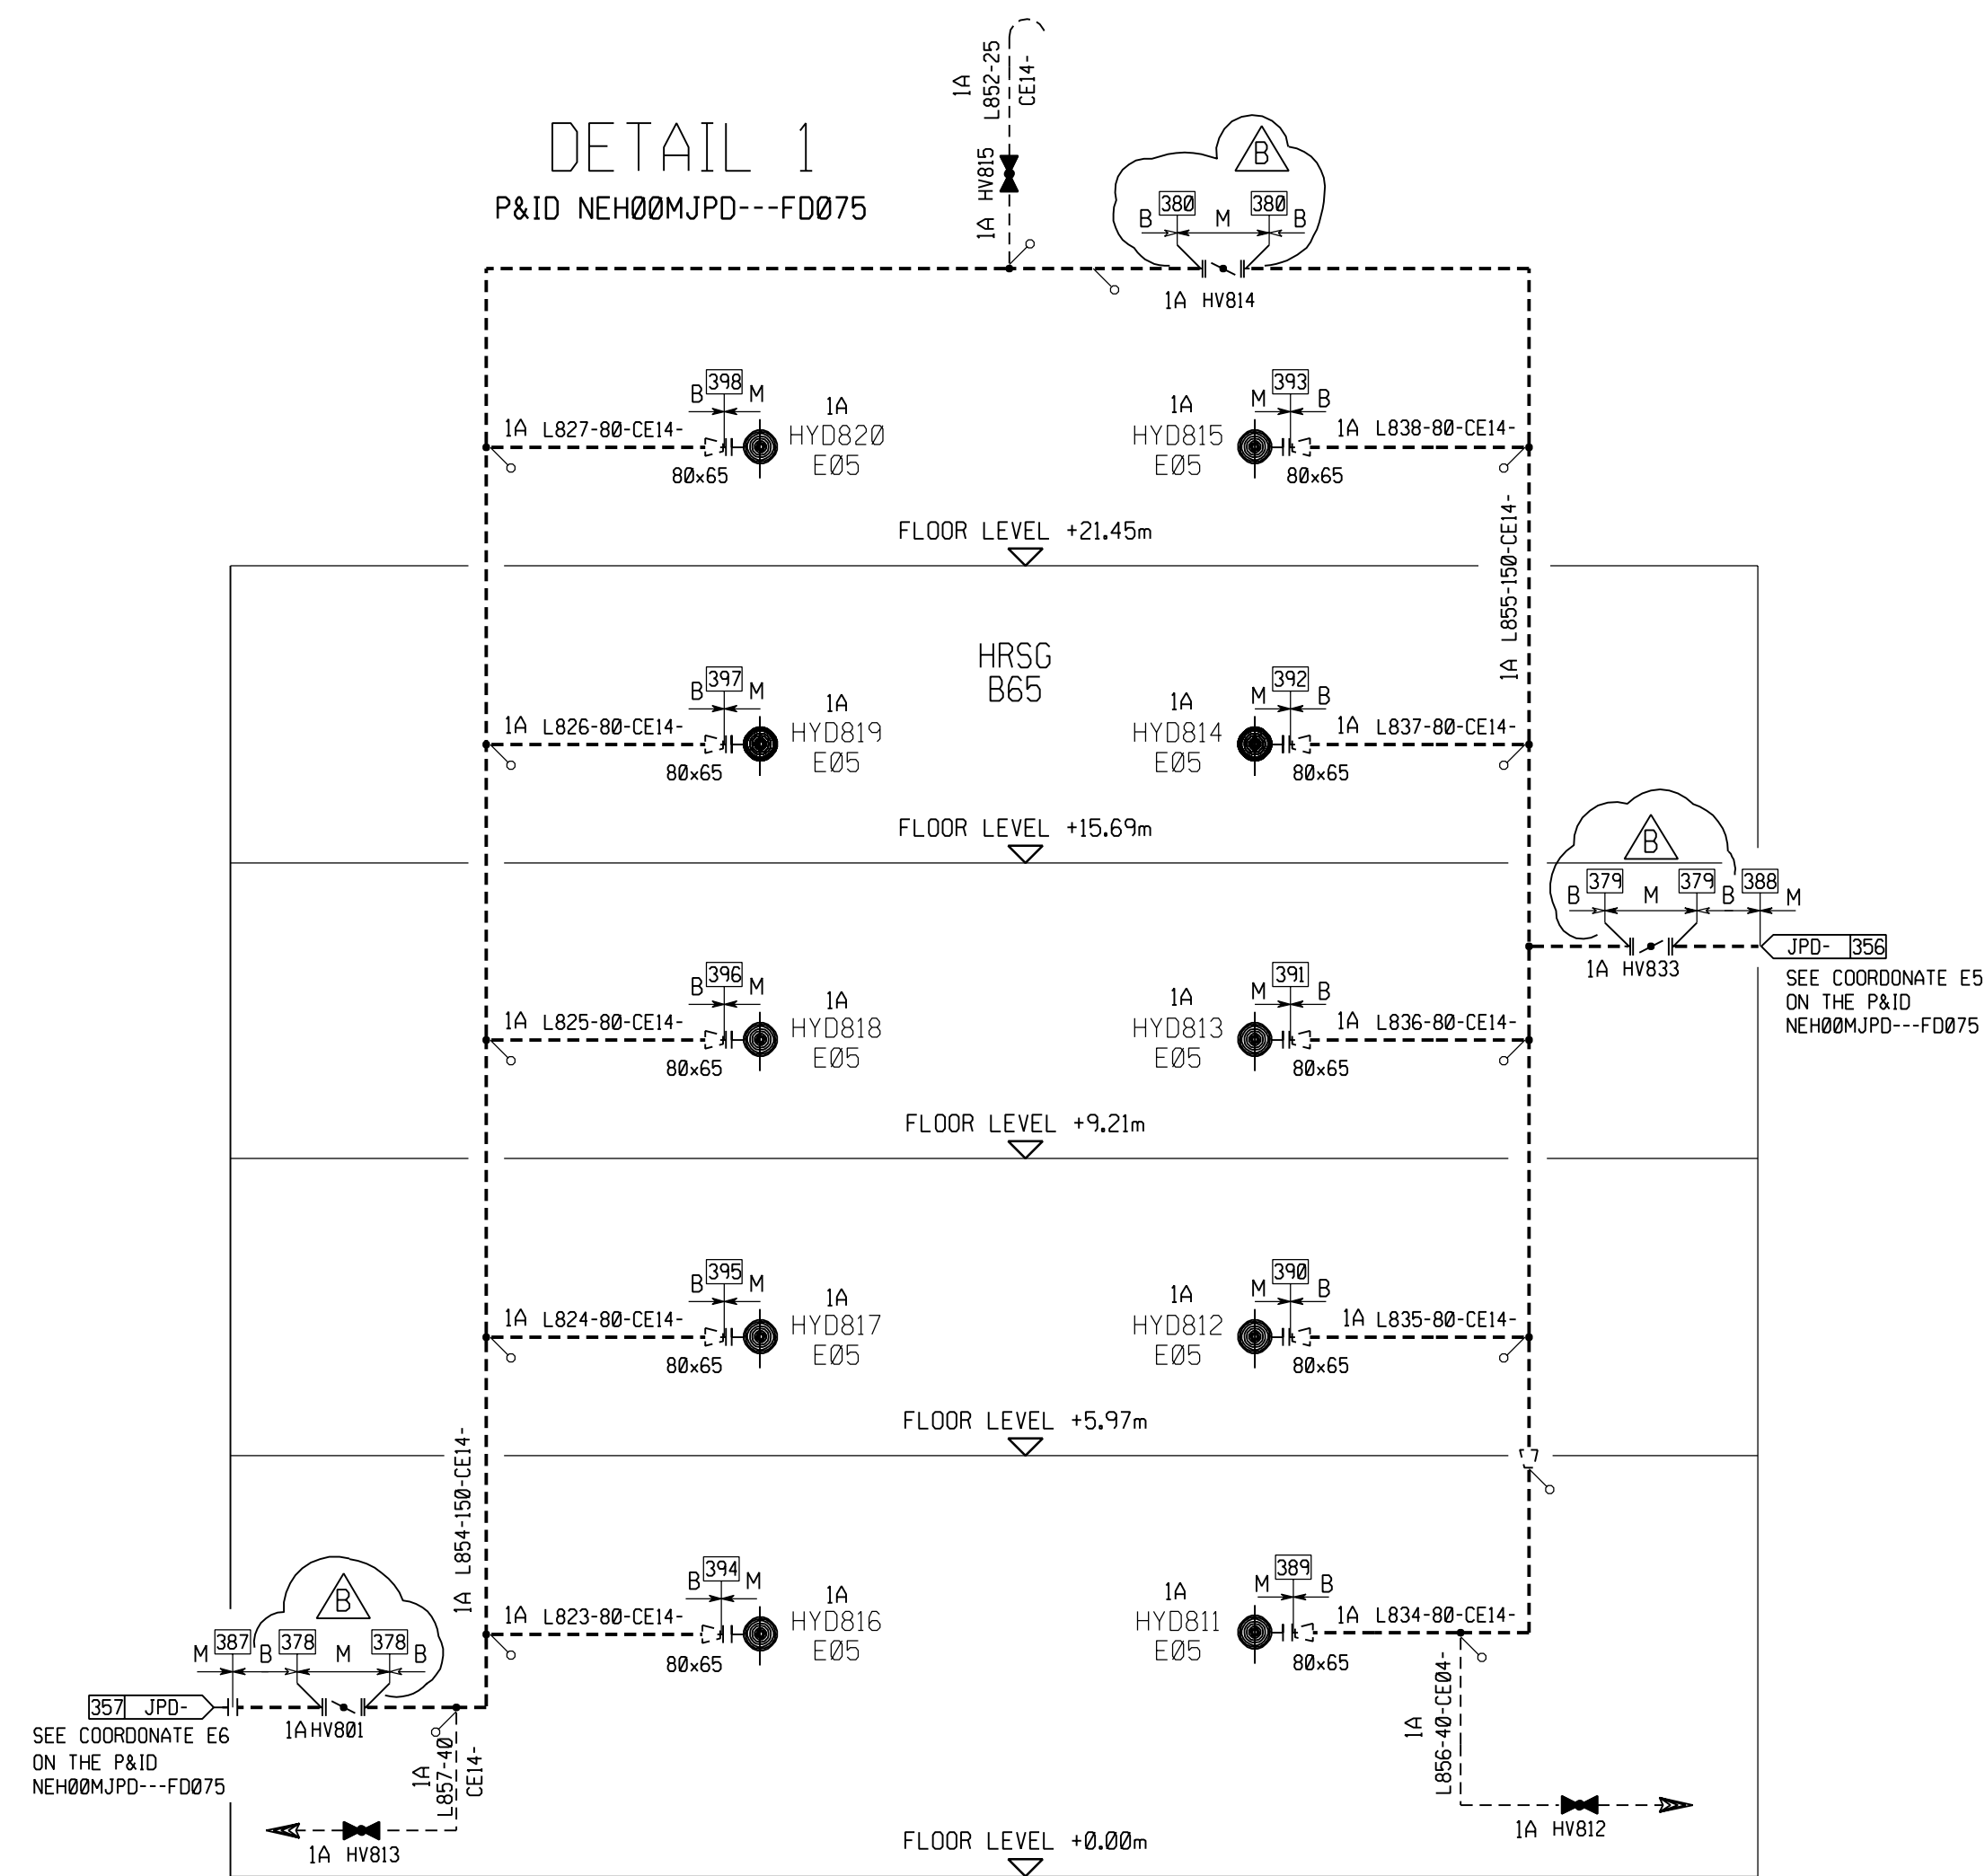 1A
L852-25
CE14-
DETAIL 1
P&ID NEH00MJPD---FD075
1A HV815
B
380 380
B M B
1A HV814
398
B M
1A L827-80-CE14-
1A
HYD820
E05
80x65
393
M B
1A
HYD815
E05
1A L838-80-CE14-
80x65
FLOOR LEVEL +21.45m
1A L855-150-CE14-
HRSG
B65
397
B M
1A L826-80-CE14-
1A
HYD819
E05
80x65
392
M B
1A
HYD814
E05
1A L837-80-CE14-
80x65
FLOOR LEVEL +15.69m
B
379 379 388
B M B M
1A HV833
JPD- 356
SEE COORDONATE E5
ON THE P&ID
NEH00MJPD---FD075
396
B M
1A L825-80-CE14-
1A
HYD818
E05
80x65
391
M B
1A
HYD813
E05
1A L836-80-CE14-
80x65
FLOOR LEVEL +9.21m
395
B M
1A L824-80-CE14-
1A
HYD817
E05
80x65
390
M B
1A
HYD812
E05
1A L835-80-CE14-
80x65
FLOOR LEVEL +5.97m
1A L854-150-CE14-
394
B M
1A L823-80-CE14-
1A
HYD816
E05
80x65
389
M B
1A
HYD811
E05
1A L834-80-CE14-
80x65
B
387 378 378
M B M B
357 JPD-
1A HV801
SEE COORDONATE E6
ON THE P&ID
NEH00MJPD---FD075
1A
L857-40
CE14-
1A HV813
1A
L856-40-CE04-
1A HV812
FLOOR LEVEL +0.00m